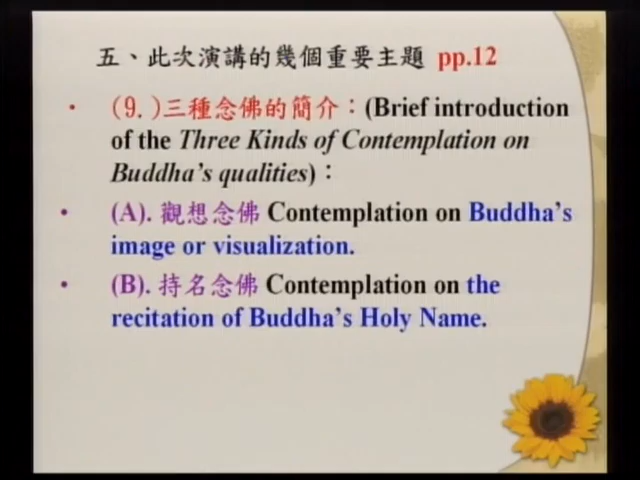 五、此次演講的幾個重要主題 pp.12
• (9.)三種念佛的簡介：(Brief introduction
of the Three Kinds of Contemplation on
Buddha's qualities)：
• (A). 觀想念佛 Contemplation on Buddha's
image or visualization.
• (B). 持名念佛 Contemplation on the
recitation of Buddha's Holy Name.